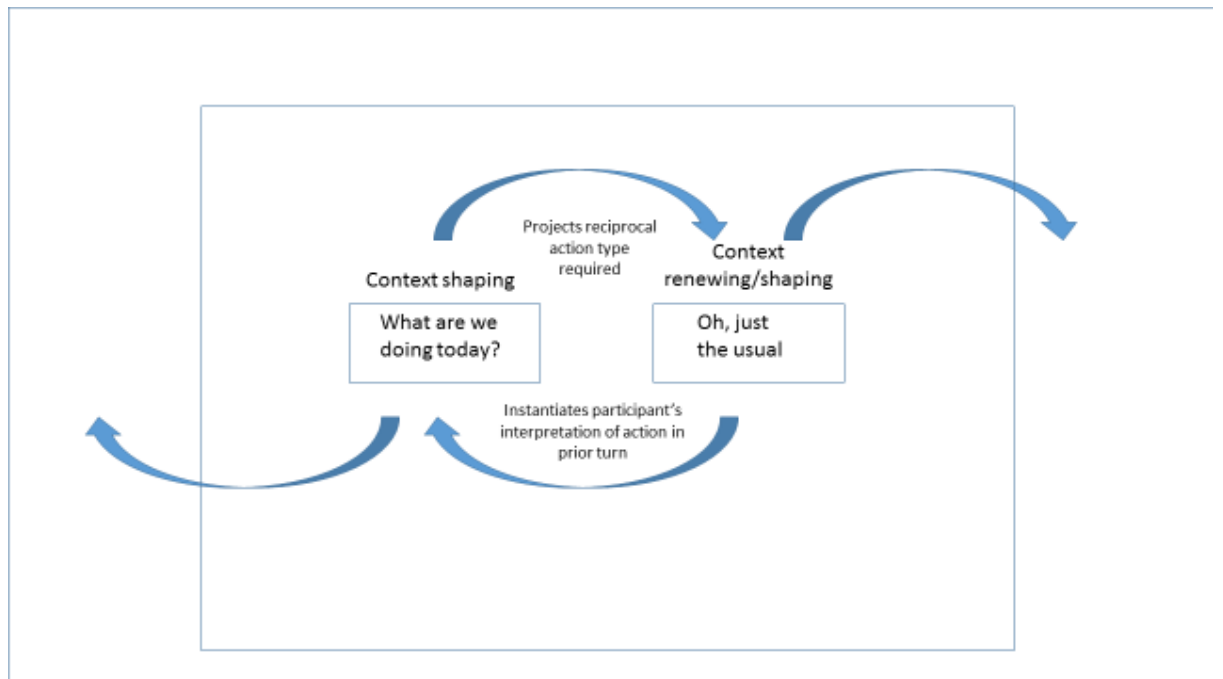 Projects reciprocal
action type
required
Context shaping
What are we
doing today?
Context
renewing/shaping
Oh, just
the usual
Instantiates participant's
interpretation of action in
prior turn